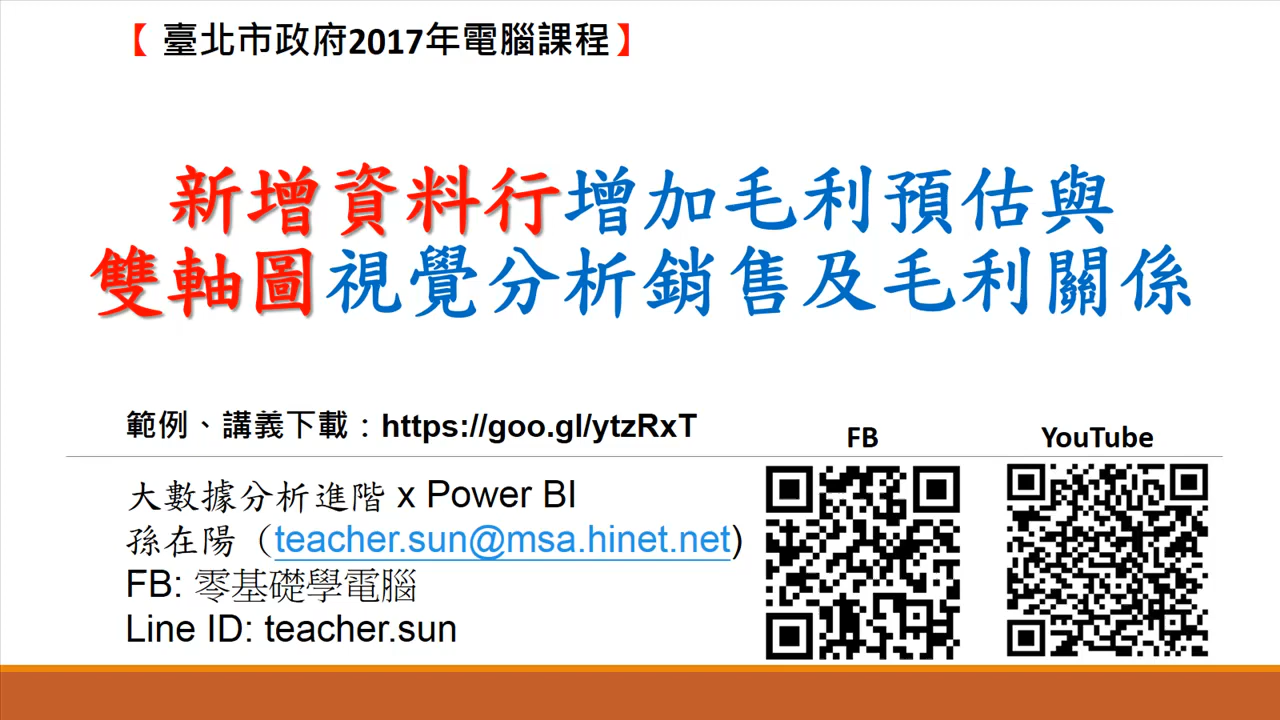 【 臺北市政府2017年電腦課程】
新增資料行增加毛利預估與
雙軸圖視覺分析銷售及毛利關係
範例、講義下載：https://goo.gl/ytzRxT
FB
YouTube
大數據分析進階 x Power BI
孫在陽（teacher.sun@msa.hinet.net)
FB: 零基礎學電腦
Line ID: teacher.sun